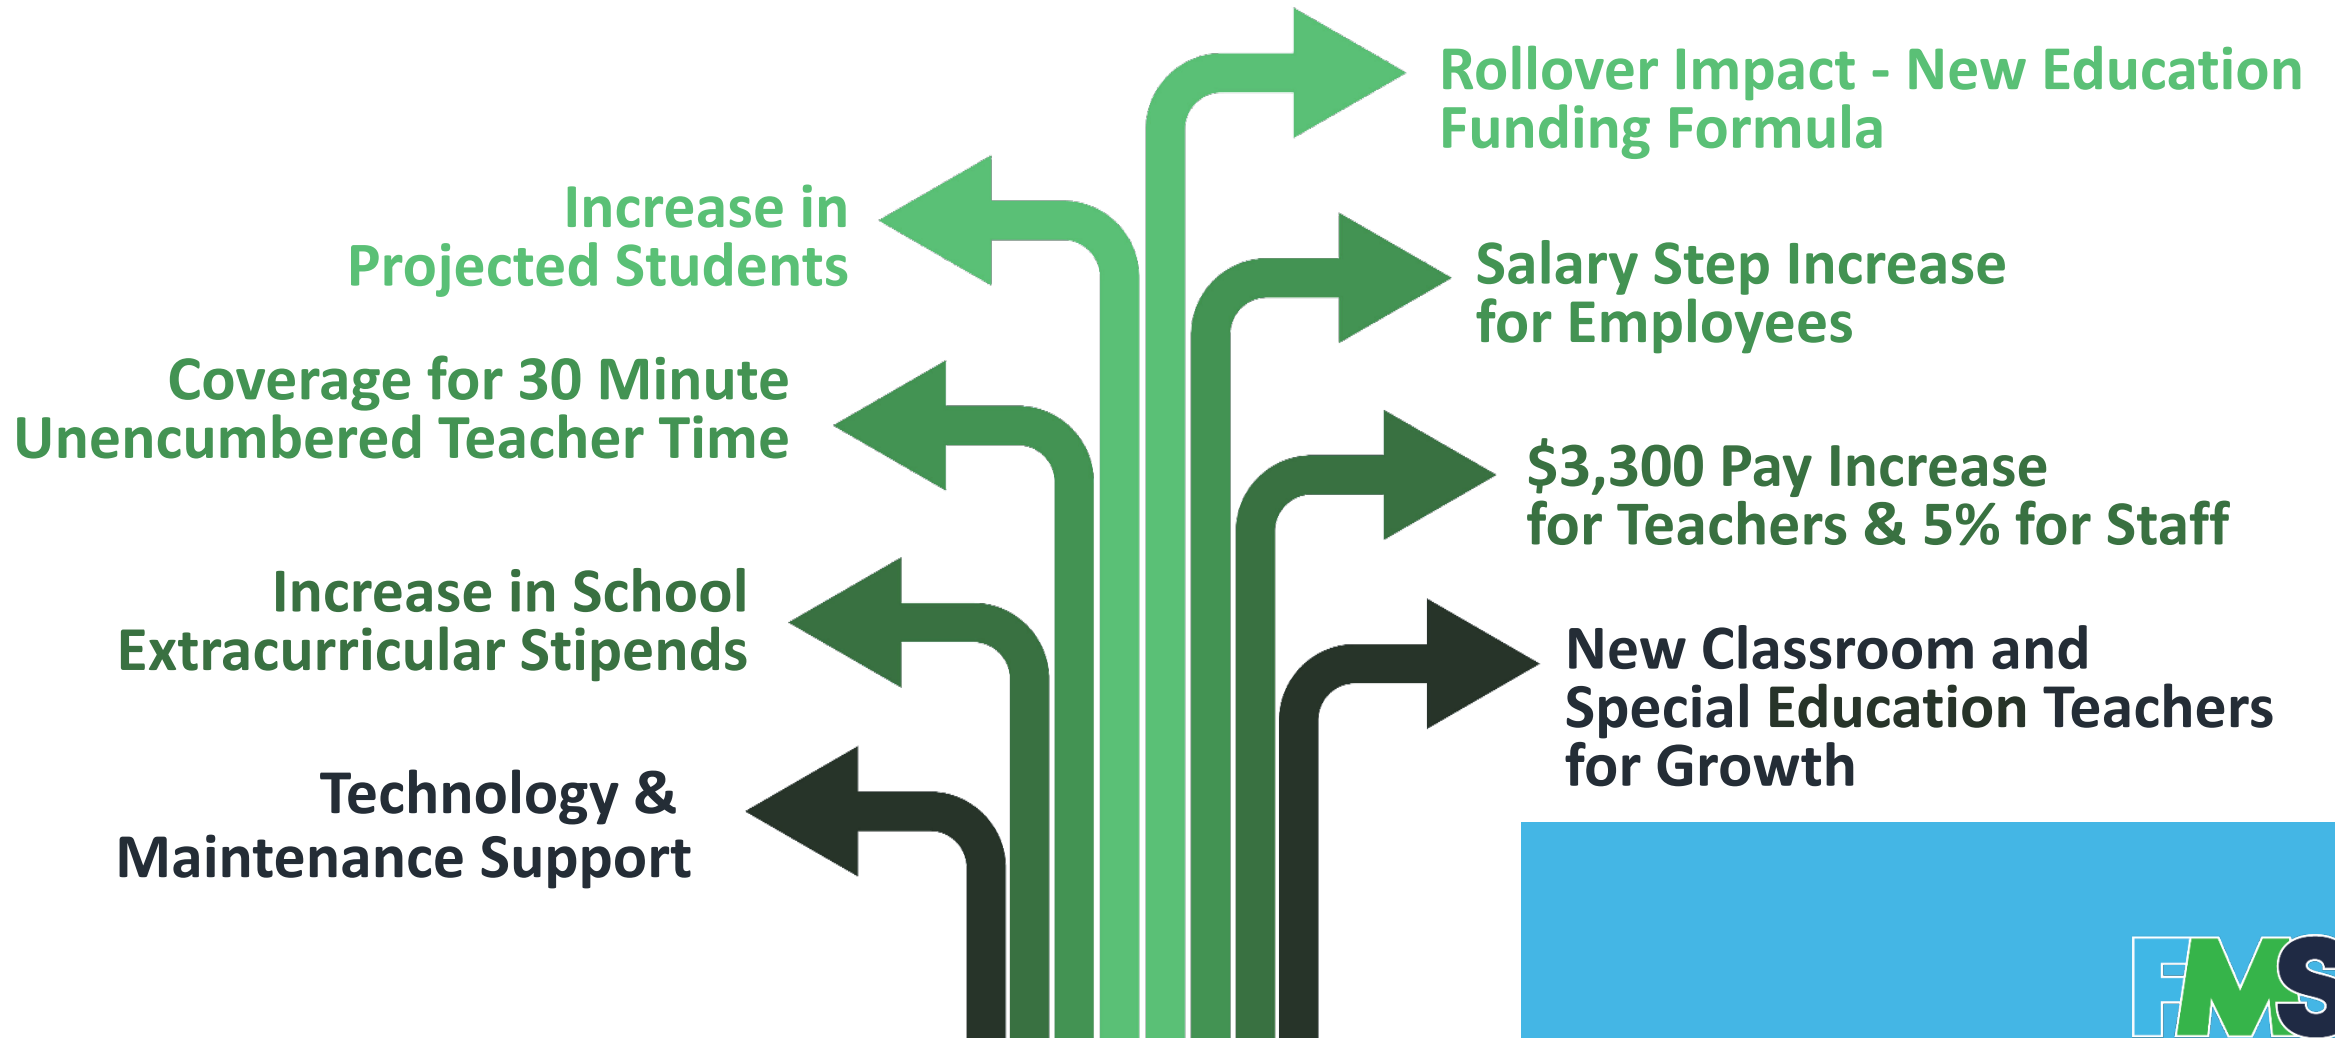 Rollover Impact - New Education
Funding Formula
Increase in
Projected Students
Salary Step Increase
for Employees
Coverage for 30 Minute
Unencumbered Teacher Time
$3,300 Pay Increase
for Teachers & 5% for Staff
Increase in School
Extracurricular Stipends
New Classroom and
Special Education Teachers
for Growth
Technology &
Maintenance Support
FMS